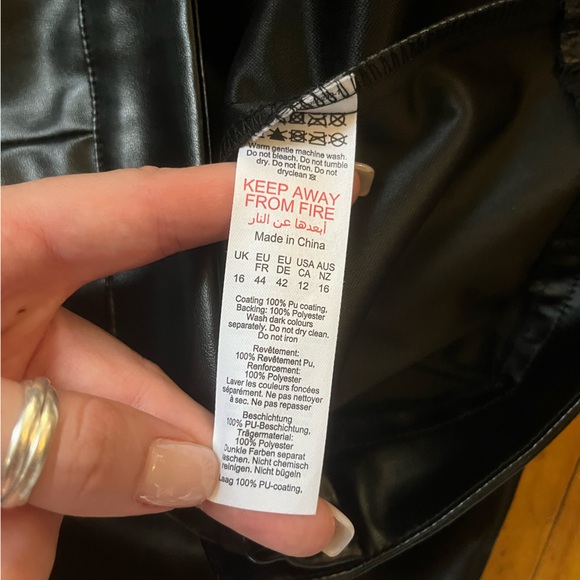 Warm gentle machine wash.
Do not bleach. Do not tumble
dry. Do not iron. Do not
dryclean
KEEP AWAY
FROM FIRE
أبعدها عن النار
Made in China
UK EU EU USA AUS
FR DE CA NZ
16 44 42 12 16
Coating 100% Pu coating,
Backing: 100% Polyester
Wash dark colours
separately. Do not dry clean.
Do not iron
Revêtement:
100% Revêtement Pu,
Renforcement:
100% Polyester
Laver les couleurs foncées
séparément. Ne pas nettoyer
à sec. Ne pas repasser
Beschichtung
100% PU-Beschichtung,
Trägermaterial:
100% Polyester
Dunkle Farben separat
aschen. Nicht chemisch
reinigen. Nicht bügeln
Laag 100% PU-coating,